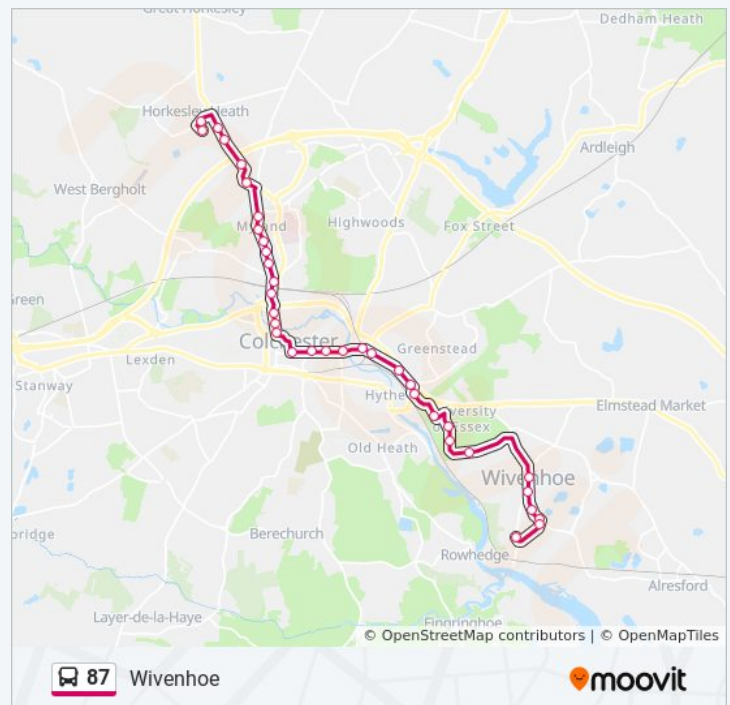 Great Horkesley
Dedham Heath
Horkesley Heath
Ardleigh
West Bergholt
Highwoods
Fox Street
Myland
Green
Colchester
Greenstead
Lexden
Stanway
Hythe
University
of Essex
Elmstead Market
Old Heath
Wivenhoe
Berechurch
Rowhedge
Alresford
Layer-de-la-Haye
Fingringhoe
© OpenStreetMap contributors | © OpenMapTiles
87 Wivenhoe moovit